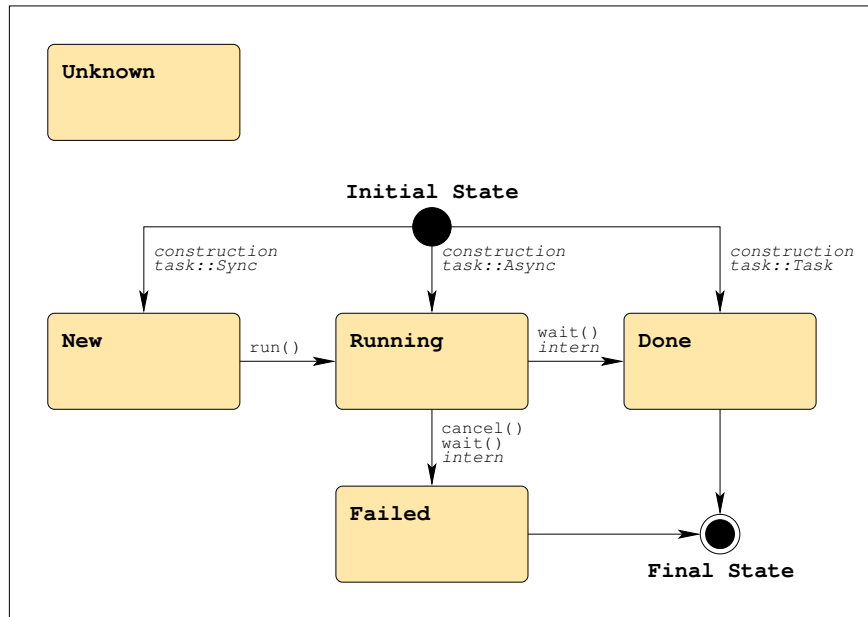 Unknown
Initial State
construction
task::Sync
construction
task::Async
construction
task::Task
New
run()
Running
wait()
intern
Done
cancel()
wait()
intern
Failed
Final State